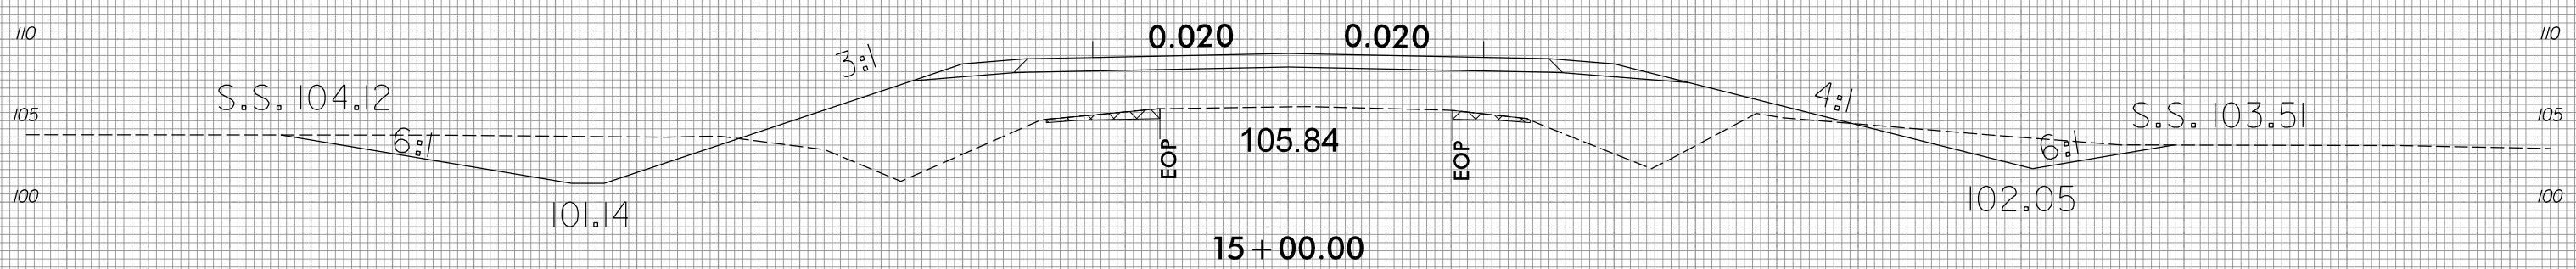 110 0.020 0.020 110
3:1
S.S. 104.12 4:1
105 S.S. 103.51 105
6:1 EOP 105.84 EOP 6:1
100 102.05 100
101.14
15+00.00